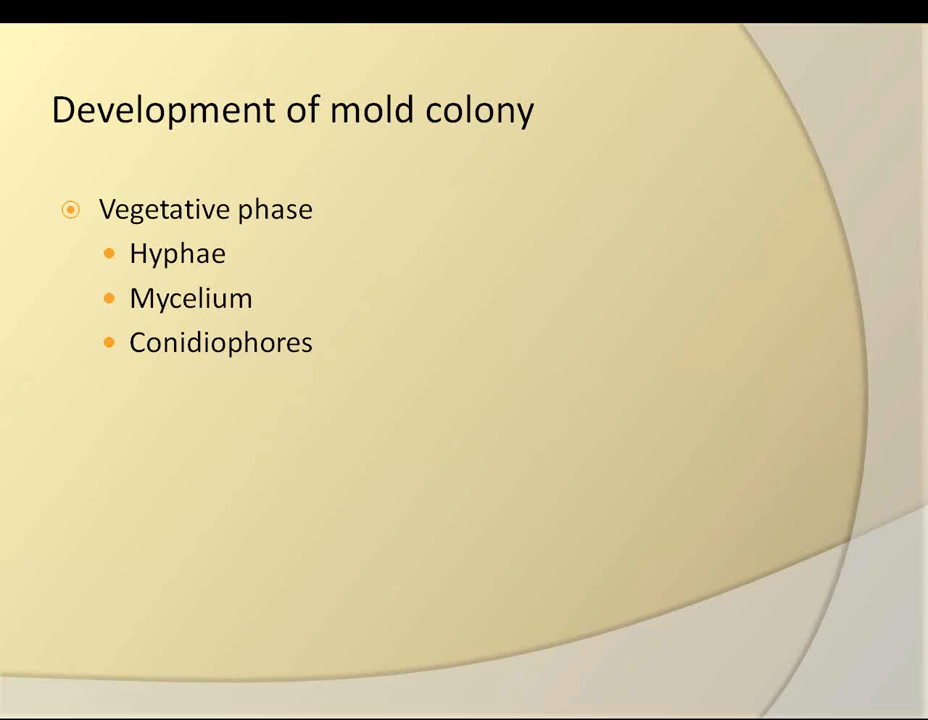 Development of mold colony
Vegetative phase
Hyphae
Mycelium
Conidiophores